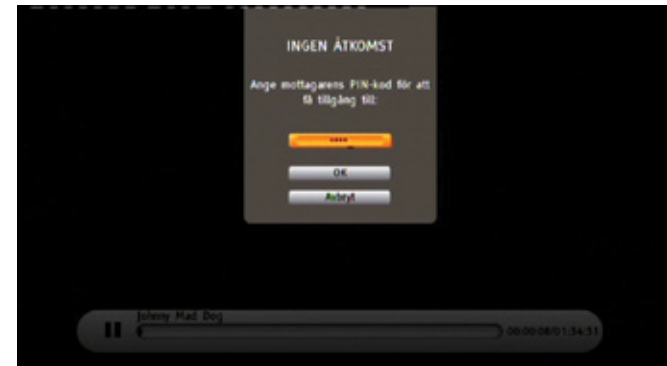 INGEN ÅTKOMST
Ange mottagarens PIN-kod för att
få tillgång till:
****_
OK
Avbryt
Johnny Mad Dog
00:00:08/01:34:31